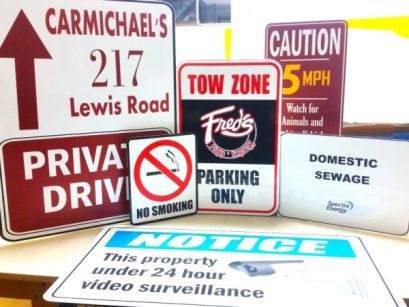 CARMICHAEL'S
217
Lewis Road
PRIVATE
DRIV
NO SMOKING
TOW ZONE
Fred's
PARKING
ONLY
CAUTION
5 MPH
Watch for
Animals and
DOMESTIC
SEWAGE
Spectra
Energy
NOTICE
This property
under 24 hour
video surveillance